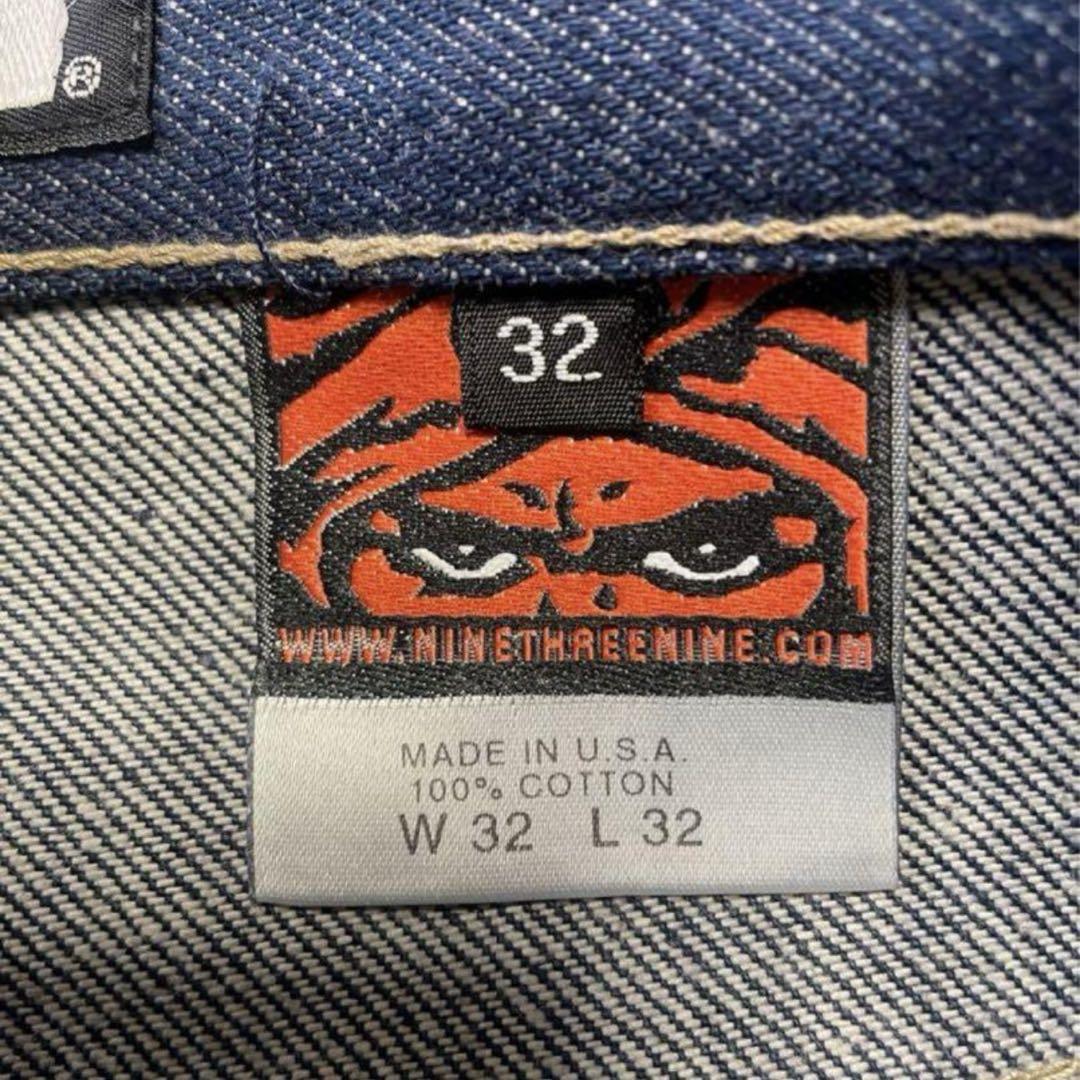 ®
32
WWW.NINETHREENINE.COM
MADE IN U.S.A.
100% COTTON
W 32 L 32